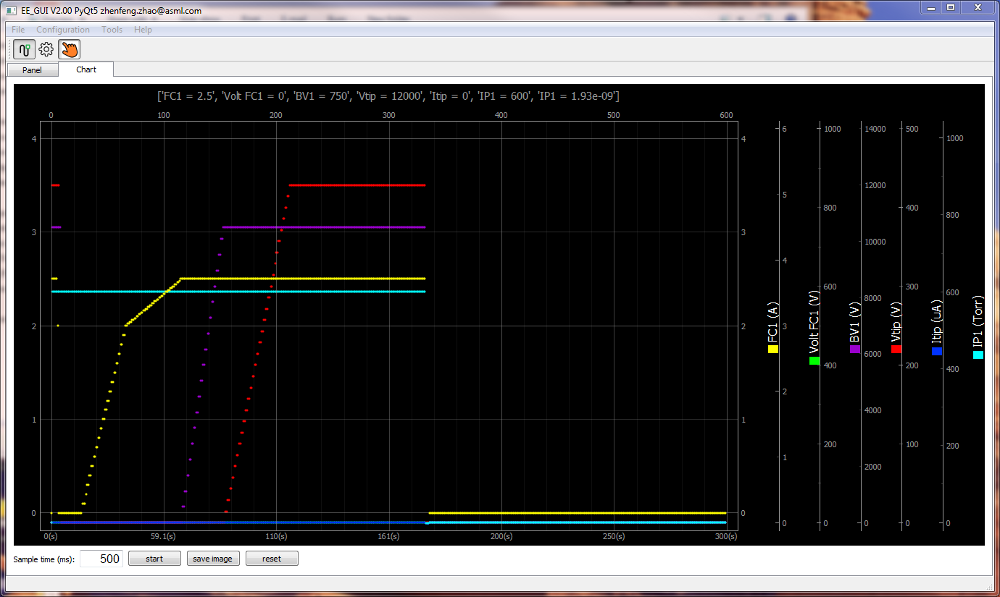 EE_GUI V2.00 PyQt5 zhenfeng.zhao@asml.com
File Configuration Tools Help
Panel Chart
['FC1 = 2.5', 'Volt FC1 = 0', 'BV1 = 750', 'Vtip = 12000', 'Itip = 0', 'IP1 = 600', 'IP1 = 1.93e-09']
0 100 200 300 400 500 600
4 3 2 1 0
4 3 2 1 0
0(s) 59.1(s) 110(s) 161(s) 200(s) 250(s) 300(s)
6 5 4 3 2 1 0
FC1 (A)
1000 800 600 400 200 0
Volt FC1 (V)
14000 12000 10000 8000 6000 4000 2000 0
BV1 (V)
500 400 300 200 100 0
Vtip (V)
1000 800 600 400 200 0
Itip (uA)
IP1 (Torr)
Sample time (ms): 500 start save image reset